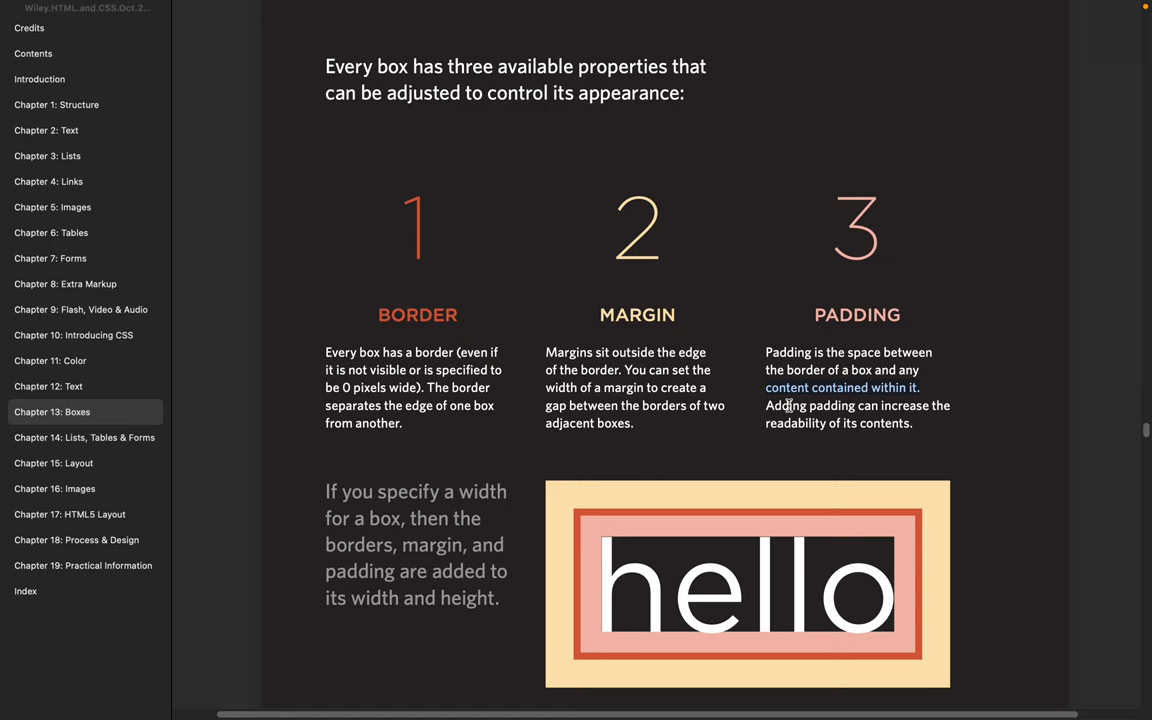 Wiley.HTML.and.CSS.Oct.2...
Credits
Contents
Introduction
Chapter 1: Structure
Chapter 2: Text
Chapter 3: Lists
Chapter 4: Links
Chapter 5: Images
Chapter 6: Tables
Chapter 7: Forms
Chapter 8: Extra Markup
Chapter 9: Flash, Video & Audio
Chapter 10: Introducing CSS
Chapter 11: Color
Chapter 12: Text
Chapter 13: Boxes
Chapter 14: Lists, Tables & Forms
Chapter 15: Layout
Chapter 16: Images
Chapter 17: HTML5 Layout
Chapter 18: Process & Design
Chapter 19: Practical Information
Index
Every box has three available properties that
can be adjusted to control its appearance:
1
BORDER
Every box has a border (even if
it is not visible or is specified to
be 0 pixels wide). The border
separates the edge of one box
from another.
2
MARGIN
Margins sit outside the edge
of the border. You can set the
width of a margin to create a
gap between the borders of two
adjacent boxes.
3
PADDING
Padding is the space between
the border of a box and any
content contained within it.
Adding padding can increase the
readability of its contents.
If you specify a width
for a box, then the
borders, margin, and
padding are added to
its width and height.
hello